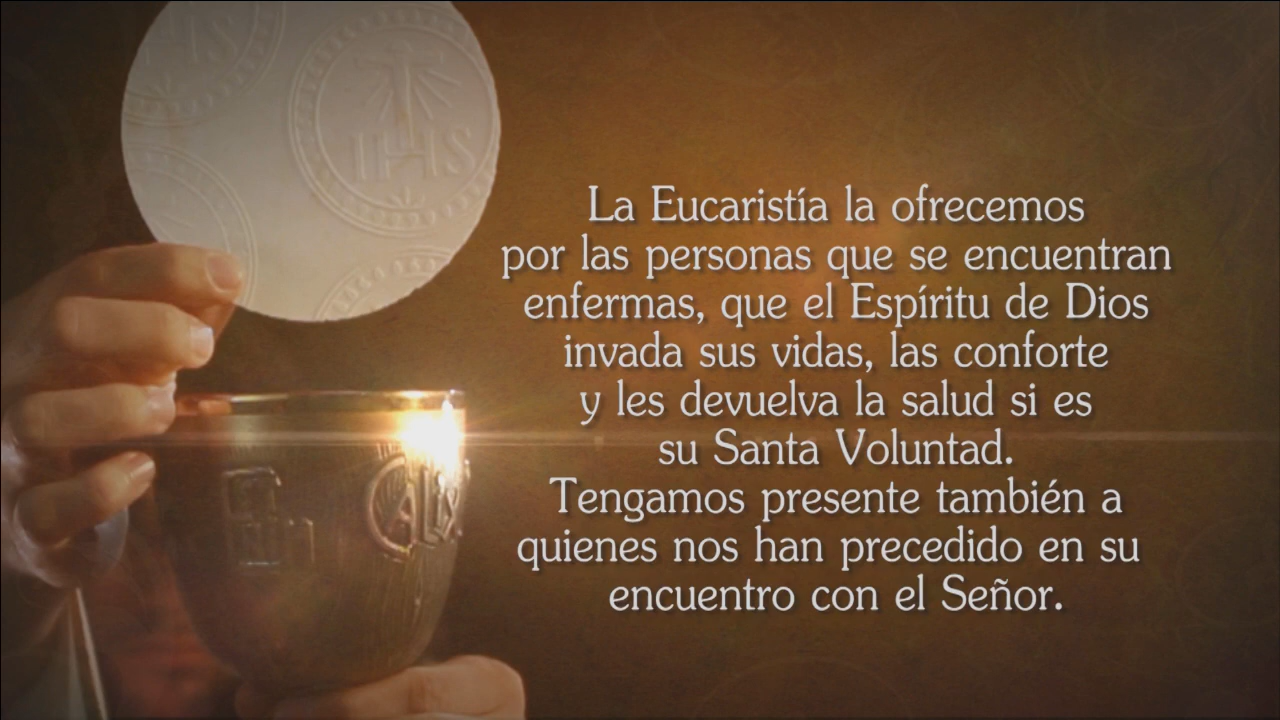 IHS
La Eucaristía la ofrecemos
por las personas que se encuentran
enfermas, que el Espíritu de Dios
invada sus vidas, las conforte
y les devuelva la salud si es
su Santa Voluntad.
Tengamos presente también a
quienes nos han precedido en su
encuentro con el Señor.